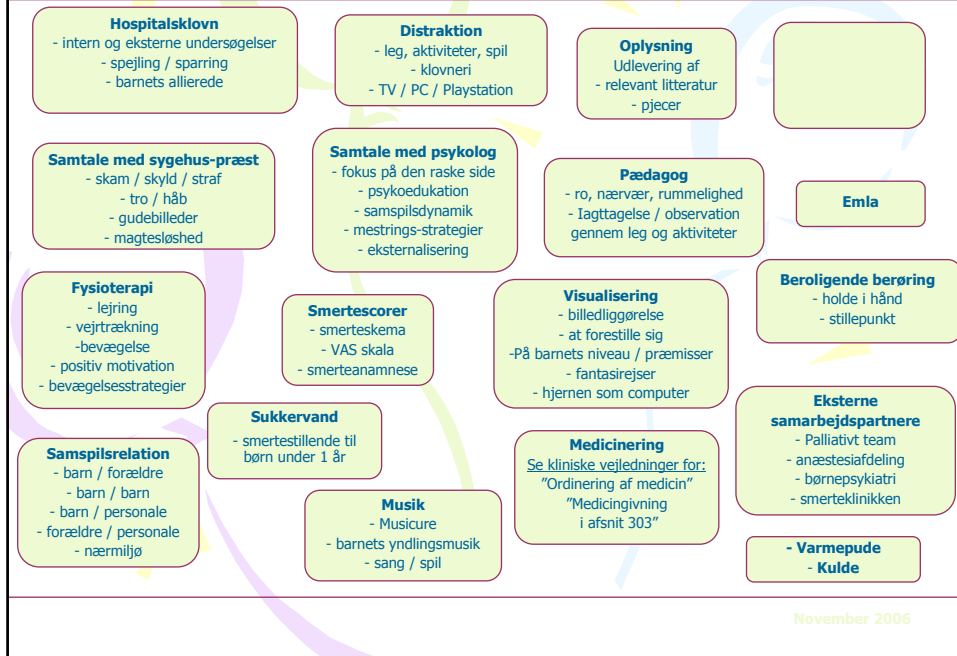 Hospitalsklovn
- intern og eksterne undersøgelser
- spejling / sparring
- barnets allierede
Distraktion
- leg, aktiviteter, spil
- klovneri
- TV / PC / Playstation
Oplysning
Udlevering af
- relevant litteratur
- pjecer
Samtale med sygehus-præst
- skam / skyld / straf
- tro / håb
- gudebilleder
- magtesløshed
Samtale med psykolog
- fokus på den raske side
- psykoedukation
- samspilsdynamik
- mestrings-strategier
- eksternalisering
Pædagog
- ro, nærvær, rummelighed
- Iagttagelse / observation
gennem leg og aktiviteter
Emla
Fysioterapi
- lejring
- vejrtrækning
-bevægelse
- positiv motivation
- bevægelsesstrategier
Smertescorer
- smerteskema
- VAS skala
- smerteanamnese
Visualisering
- billedliggørelse
- at forestille sig
-På barnets niveau / præmisser
- fantasirejser
- hjernen som computer
Beroligende berøring
- holde i hånd
- stillepunkt
Sukkervand
- smertestillende til
børn under 1 år
Eksterne
samarbejdspartnere
- Palliativt team
- anæstesiafdeling
- børnepsykiatri
- smerteklinikken
Samspilsrelation
- barn / forældre
- barn / barn
- barn / personale
- forældre / personale
- nærmiljø
Musik
- Musicure
- barnets yndlingsmusik
- sang / spil
Medicinering
Se kliniske vejledninger for:
"Ordinering af medicin"
"Medicingivning
i afsnit 303"
- Varmepude
- Kulde
November 2006